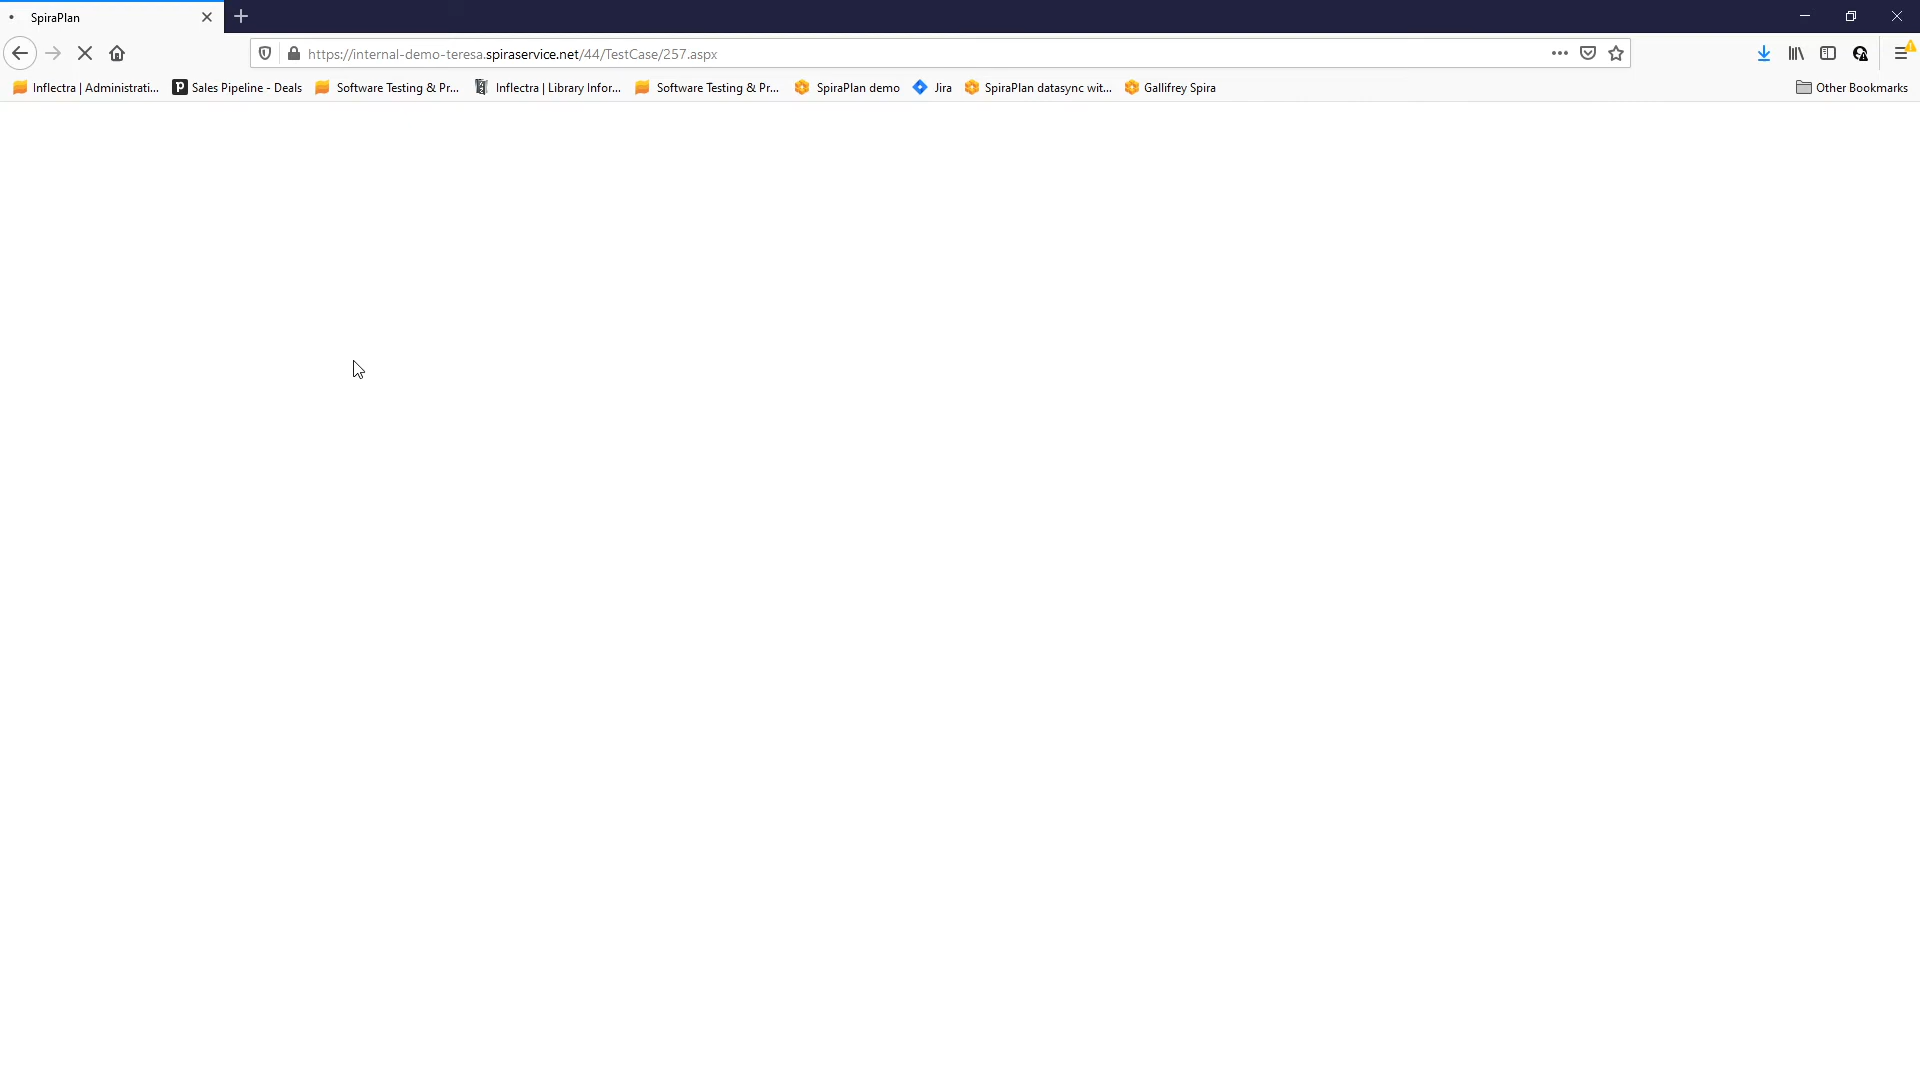 SpiraPlan
https://internal-demo-teresa.spiraservice.net/44/TestCase/257.aspx
Inflectra | Administrati... Sales Pipeline - Deals Software Testing & Pr... Inflectra | Library Infor... Software Testing & Pr... SpiraPlan demo Jira SpiraPlan datasync wit... Gallifrey Spira Other Bookmarks